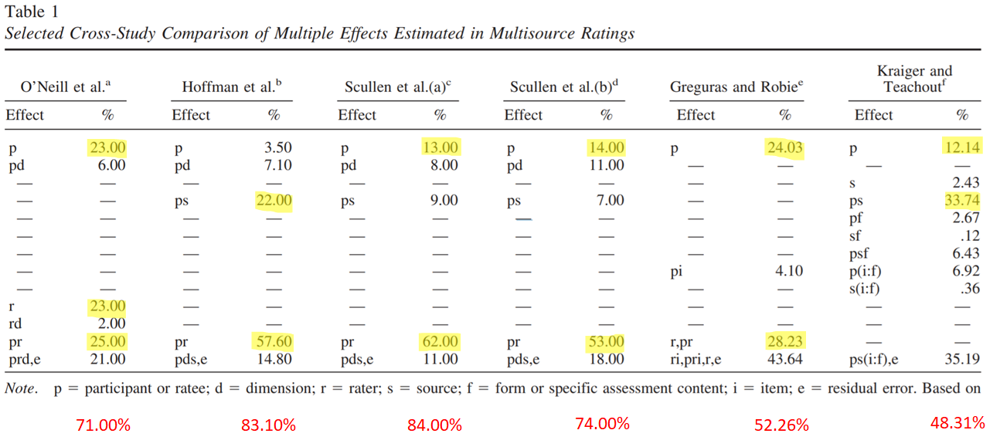 Table 1
Selected Cross-Study Comparison of Multiple Effects Estimated in Multisource Ratings
O'Neill et al.ᵃ Hoffman et al.ᵇ Scullen et al.(a)ᶜ Scullen et al.(b)ᵈ Greguras and Robieᵉ Kraiger and Teachoutᶠ
Effect % Effect % Effect % Effect % Effect % Effect %
p 23.00 p 3.50 p 13.00 p 14.00 p 24.03 p 12.14
pd 6.00 pd 7.10 pd 8.00 pd 11.00 — — — —
— — — — — — — — — — s 2.43
— — ps 22.00 ps 9.00 ps 7.00 — — ps 33.74
— — — — — — — — — — pf 2.67
— — — — — — — — — — sf .12
— — — — — — — — — — psf 6.43
— — — — — — — — pi 4.10 p(i:f) 6.92
— — — — — — — — — — s(i:f) .36
r 23.00 — — — — — — — — — —
rd 2.00 — — — — — — — — — —
pr 25.00 pr 57.60 pr 62.00 pr 53.00 r,pr 28.23 — —
prd,e 21.00 pds,e 14.80 pds,e 11.00 pds,e 18.00 ri,pri,r,e 43.64 ps(i:f),e 35.19
Note. p = participant or ratee; d = dimension; r = rater; s = source; f = form or specific assessment content; i = item; e = residual error. Based on
71.00% 83.10% 84.00% 74.00% 52.26% 48.31%